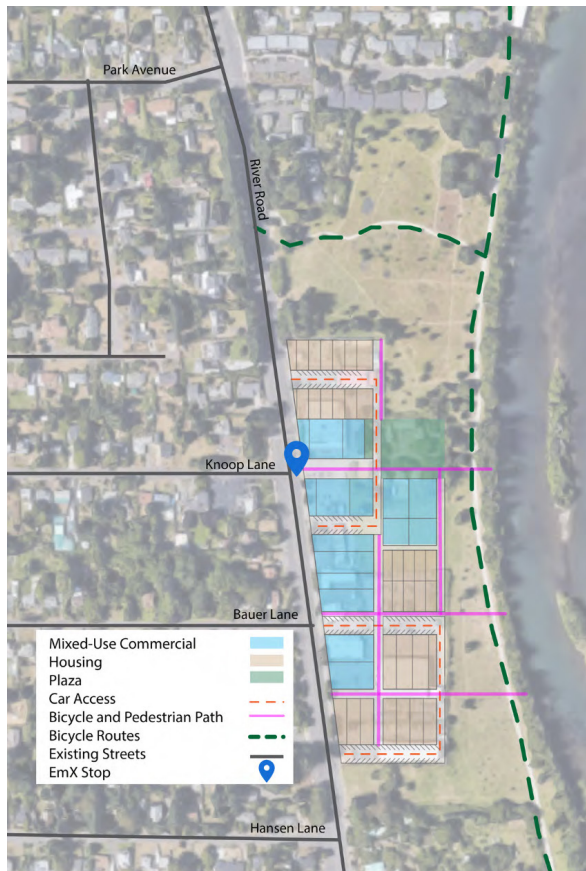 Park Avenue
River Road
Knoop Lane
Bauer Lane
Mixed-Use Commercial
Housing
Plaza
Car Access
Bicycle and Pedestrian Path
Bicycle Routes
Existing Streets
EmX Stop
Hansen Lane